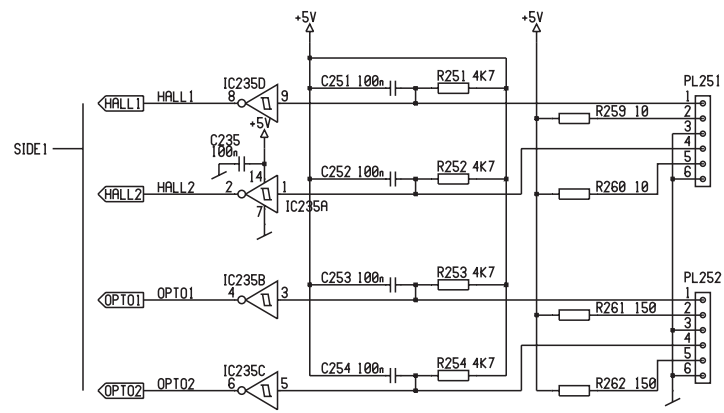 +5V
+5V
PL251
IC235D
C251 100n
R251 4K7
HALL1
HALL1
8
9
1
+5V
R259 10
2
3
SIDE1
C235
100n
14
C252 100n
R252 4K7
4
5
HALL2
HALL2
2
1
R260 10
6
7
IC235A
IC235B
C253 100n
R253 4K7
PL252
OPTO1
OPTO1
4
3
1
R261 150
2
3
4
IC235C
C254 100n
R254 4K7
5
OPTO2
OPTO2
6
5
R262 150
6